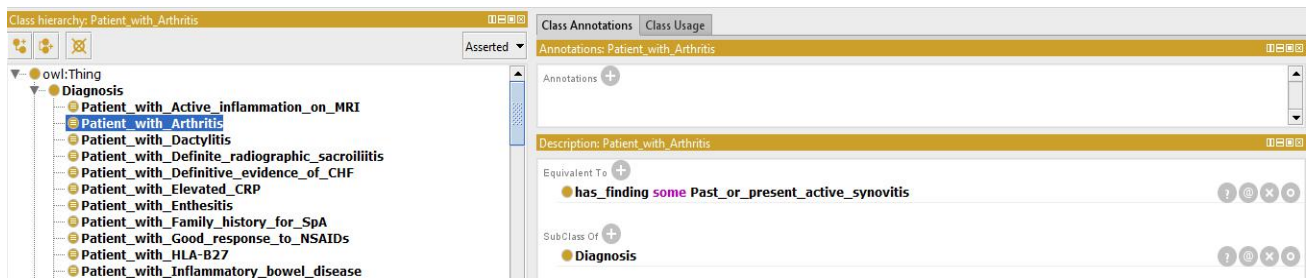 Class hierarchy: Patient_with_Arthritis
Asserted
owl:Thing
Diagnosis
Patient_with_Active_inflammation_on_MRI
Patient_with_Arthritis
Patient_with_Dactylitis
Patient_with_Definite_radiographic_sacroiliitis
Patient_with_Definitive_evidence_of_CHF
Patient_with_Elevated_CRP
Patient_with_Enthesitis
Patient_with_Family_history_for_SpA
Patient_with_Good_response_to_NSAIDs
Patient_with_HLA-B27
Patient_with_Inflammatory_bowel_disease
Class Annotations Class Usage
Annotations: Patient_with_Arthritis
Annotations
Description: Patient_with_Arthritis
Equivalent To
has_finding some Past_or_present_active_synovitis
SubClass Of
Diagnosis